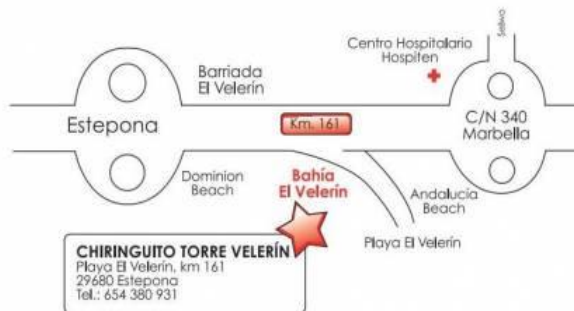 Selwo
Centro Hospitalario
Hospiten
Barriada
El Velerín
Km. 161
Estepona
C/N 340
Marbella
Dominion
Beach
Bahía
El Velerín
Andalucía
Beach
Playa El Velerín
CHIRINGUITO TORRE VELERÍN
Playa El Velerín, km 161
29680 Estepona
Tel.: 654 380 931